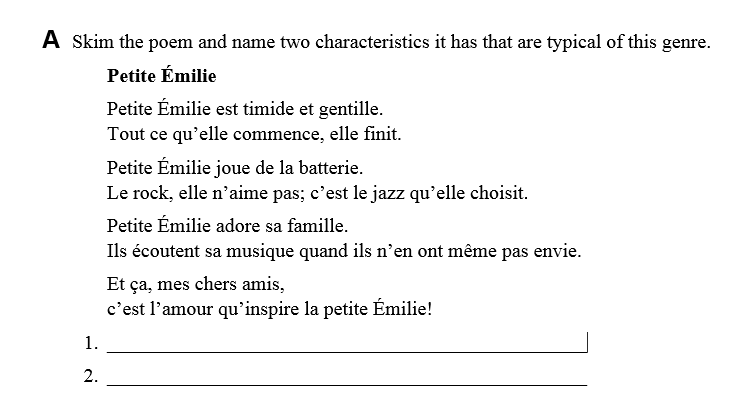 A Skim the poem and name two characteristics it has that are typical of this genre.
Petite Émilie
Petite Émilie est timide et gentille.
Tout ce qu’elle commence, elle finit.
Petite Émilie joue de la batterie.
Le rock, elle n’aime pas; c’est le jazz qu’elle choisit.
Petite Émilie adore sa famille.
Ils écoutent sa musique quand ils n’en ont même pas envie.
Et ça, mes chers amis,
c’est l’amour qu’inspire la petite Émilie!
1.
2.